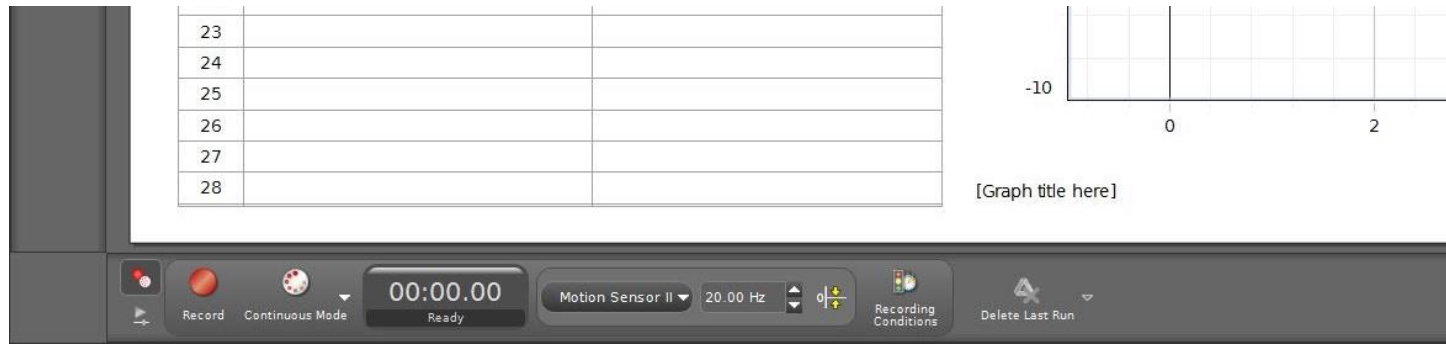 23
24
25
26
27
28
-10
0 2
[Graph title here]
00:00.00
Ready
Record
Continuous Mode
Motion Sensor II
20.00 Hz
0
Recording
Conditions
Delete Last Run